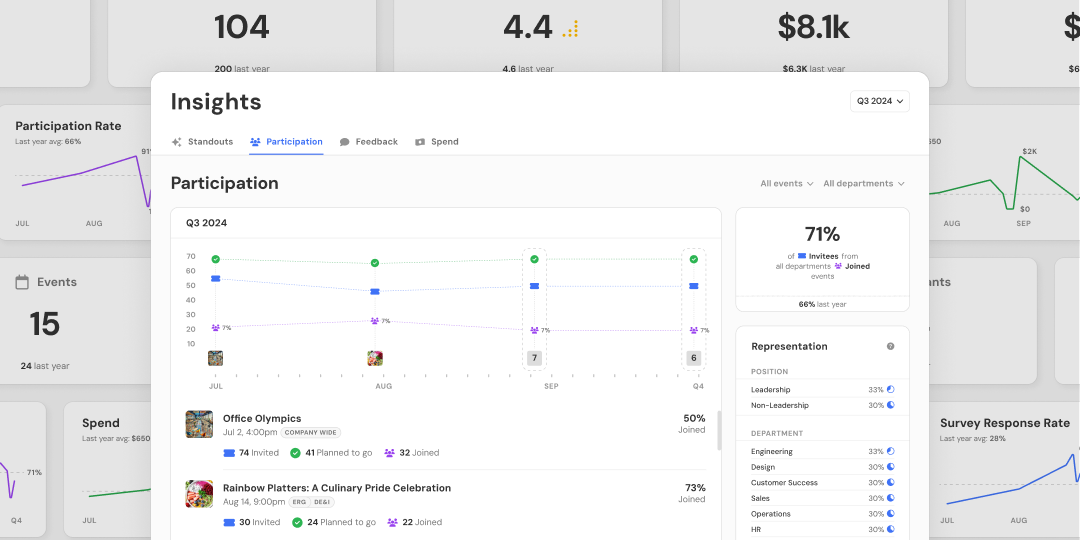 104
4.4
$8.1k
$
200 last year
4.6 last year
$6.3K last year
$6
Insights
Q3 2024
Standouts
Participation
Feedback
Spend
Participation
All events
All departments
Q3 2024
70
60
50
40
30
20
10
7%
7%
7%
7%
7
6
JUL
AUG
SEP
Q4
71%
of Invitees from
all departments Joined
events
66% last year
Representation
POSITION
Leadership 33%
Non-Leadership 30%
DEPARTMENT
Engineering 33%
Design 30%
Customer Success 30%
Sales 30%
Operations 30%
HR 30%
Office Olympics
Jul 2, 4:00pm COMPANY WIDE
74 Invited 41 Planned to go 32 Joined
50%
Joined
Rainbow Platters: A Culinary Pride Celebration
Aug 14, 9:00pm ERG DE&I
30 Invited 24 Planned to go 22 Joined
73%
Joined
Participation Rate
Last year avg: 66%
91
JUL
AUG
Events
15
24 last year
71%
Q4
Spend
Last year avg: $650
JUL
$50
$2K
$0
AUG
SEP
nts
Survey Response Rate
Last year avg: 28%
JUL
AUG